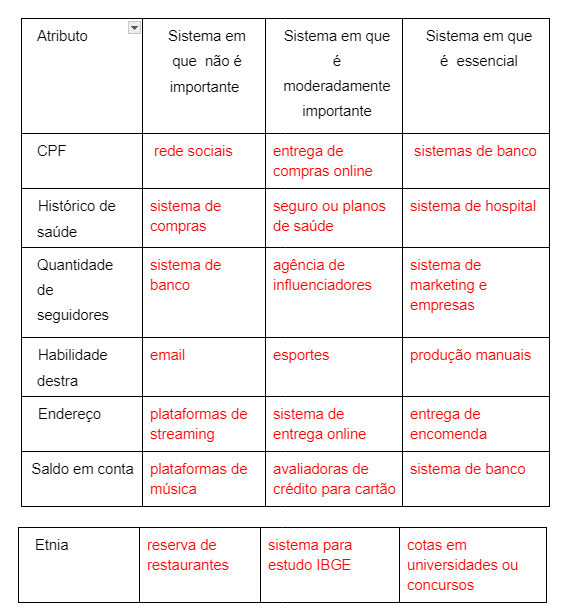 Atributo
Sistema em
que não é
importante
Sistema em que
é
moderadamente
importante
Sistema em que
é essencial
CPF
rede sociais
entrega de
compras online
sistemas de banco
Histórico de
saúde
sistema de
compras
seguro ou planos
de saúde
sistema de hospital
Quantidade
de
seguidores
sistema de
banco
agência de
influenciadores
sistema de
marketing e
empresas
Habilidade
destra
email
esportes
produção manuais
Endereço
plataformas de
streaming
sistema de
entrega online
entrega de
encomenda
Saldo em conta
plataformas de
música
avaliadoras de
crédito para cartão
sistema de banco
Etnia
reserva de
restaurantes
sistema para
estudo IBGE
cotas em
universidades ou
concursos